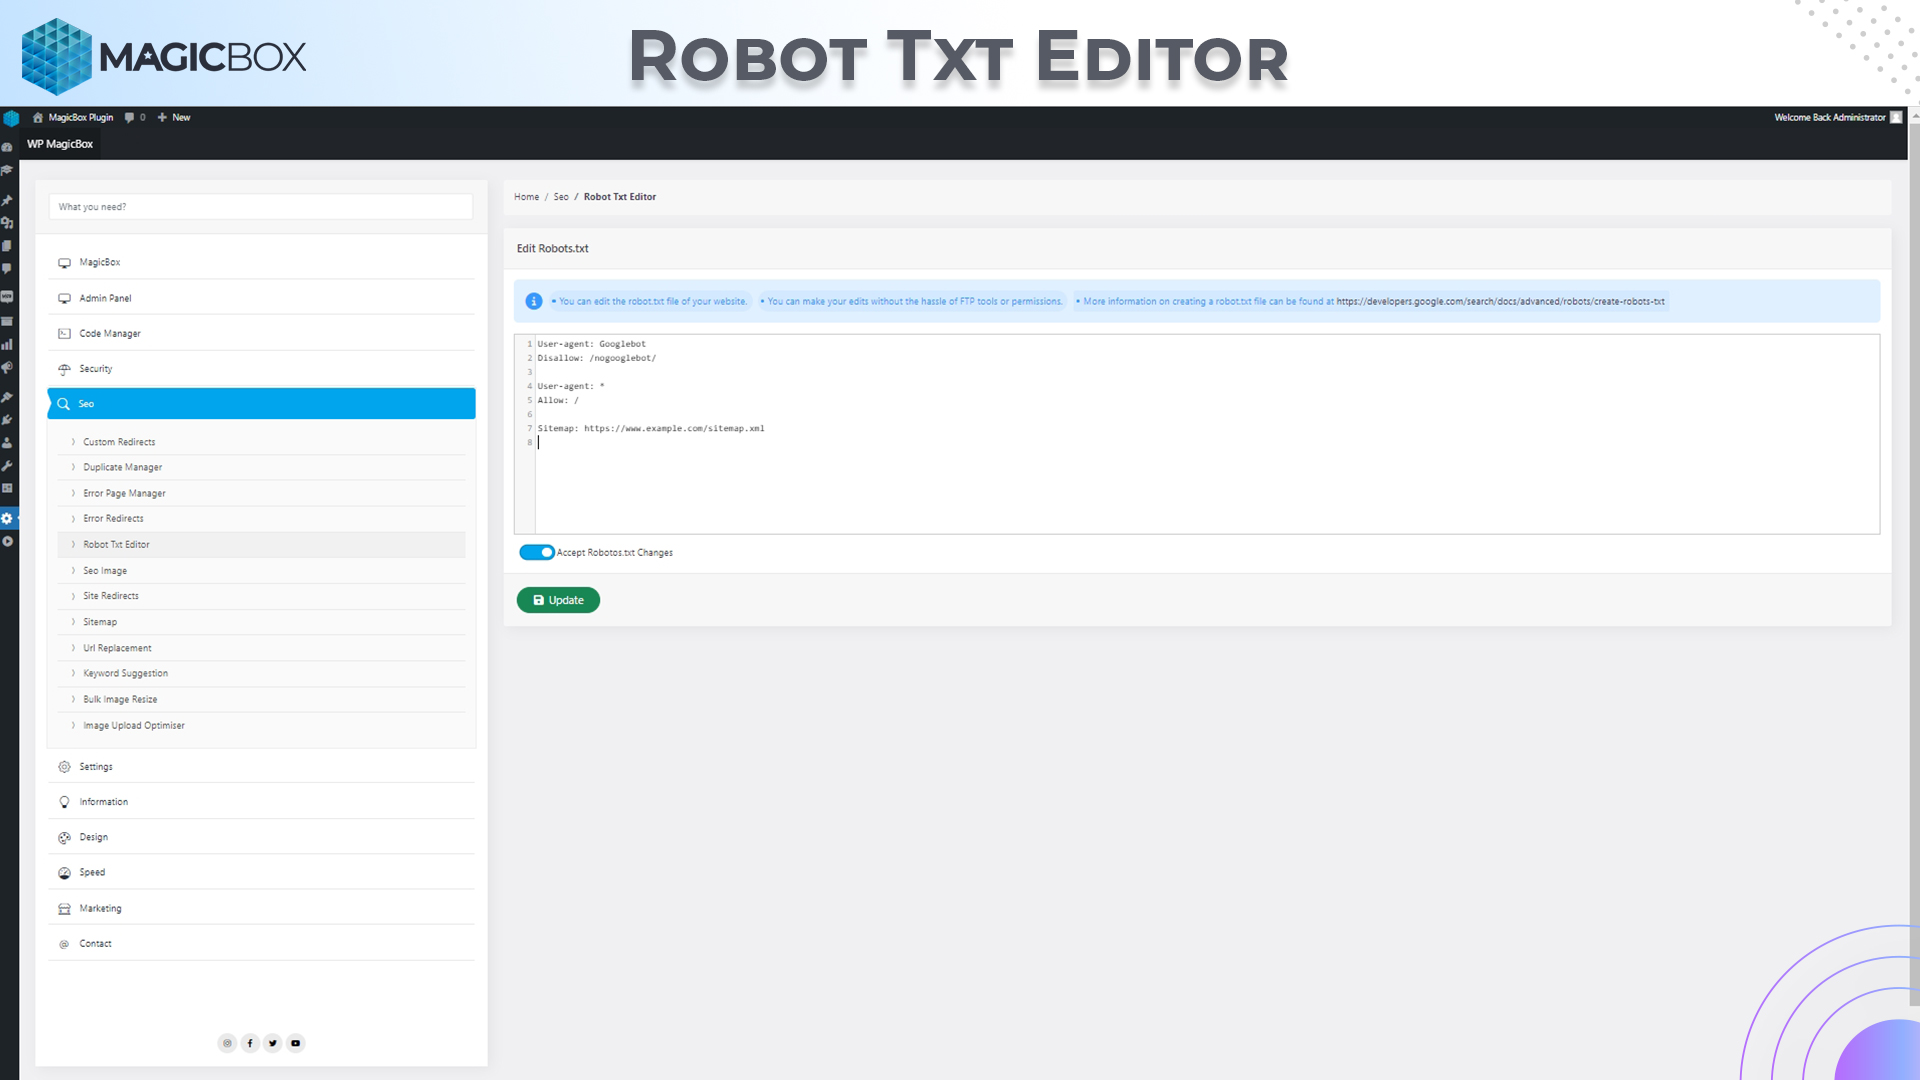 MAGICBOX
ROBOT TXT EDITOR
MagicBox Plugin 0 New
Welcome Back Administrator
WP MagicBox
What you need?
MagicBox
Admin Panel
Code Manager
Security
Seo
Custom Redirects
Duplicate Manager
Error Page Manager
Error Redirects
Robot Txt Editor
Seo Image
Site Redirects
Sitemap
Url Replacement
Keyword Suggestion
Bulk Image Resize
Image Upload Optimiser
Settings
Information
Design
Speed
Marketing
Contact
Home / Seo / Robot Txt Editor
Edit Robots.txt
• You can edit the robot.txt file of your website. • You can make your edits without the hassle of FTP tools or permissions. • More information on creating a robot.txt file can be found at https://developers.google.com/search/docs/advanced/robots/create-robots-txt
1 User-agent: Googlebot
2 Disallow: /nogooglebot/
3
4 User-agent: *
5 Allow: /
6
7 Sitemap: https://www.example.com/sitemap.xml
8
Accept Robotos.txt Changes
Update